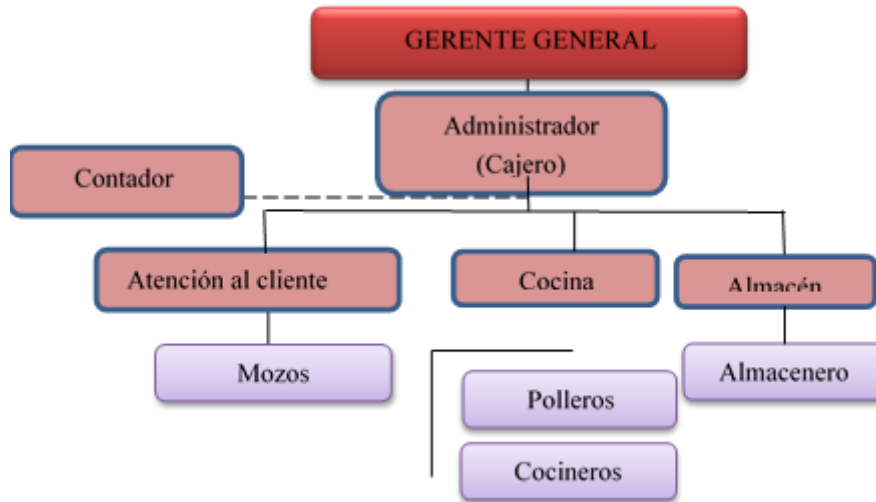 GERENTE GENERAL
Administrador
(Cajero)
Contador
Atención al cliente
Cocina
Almacén
Mozos
Almacenero
Polleros
Cocineros